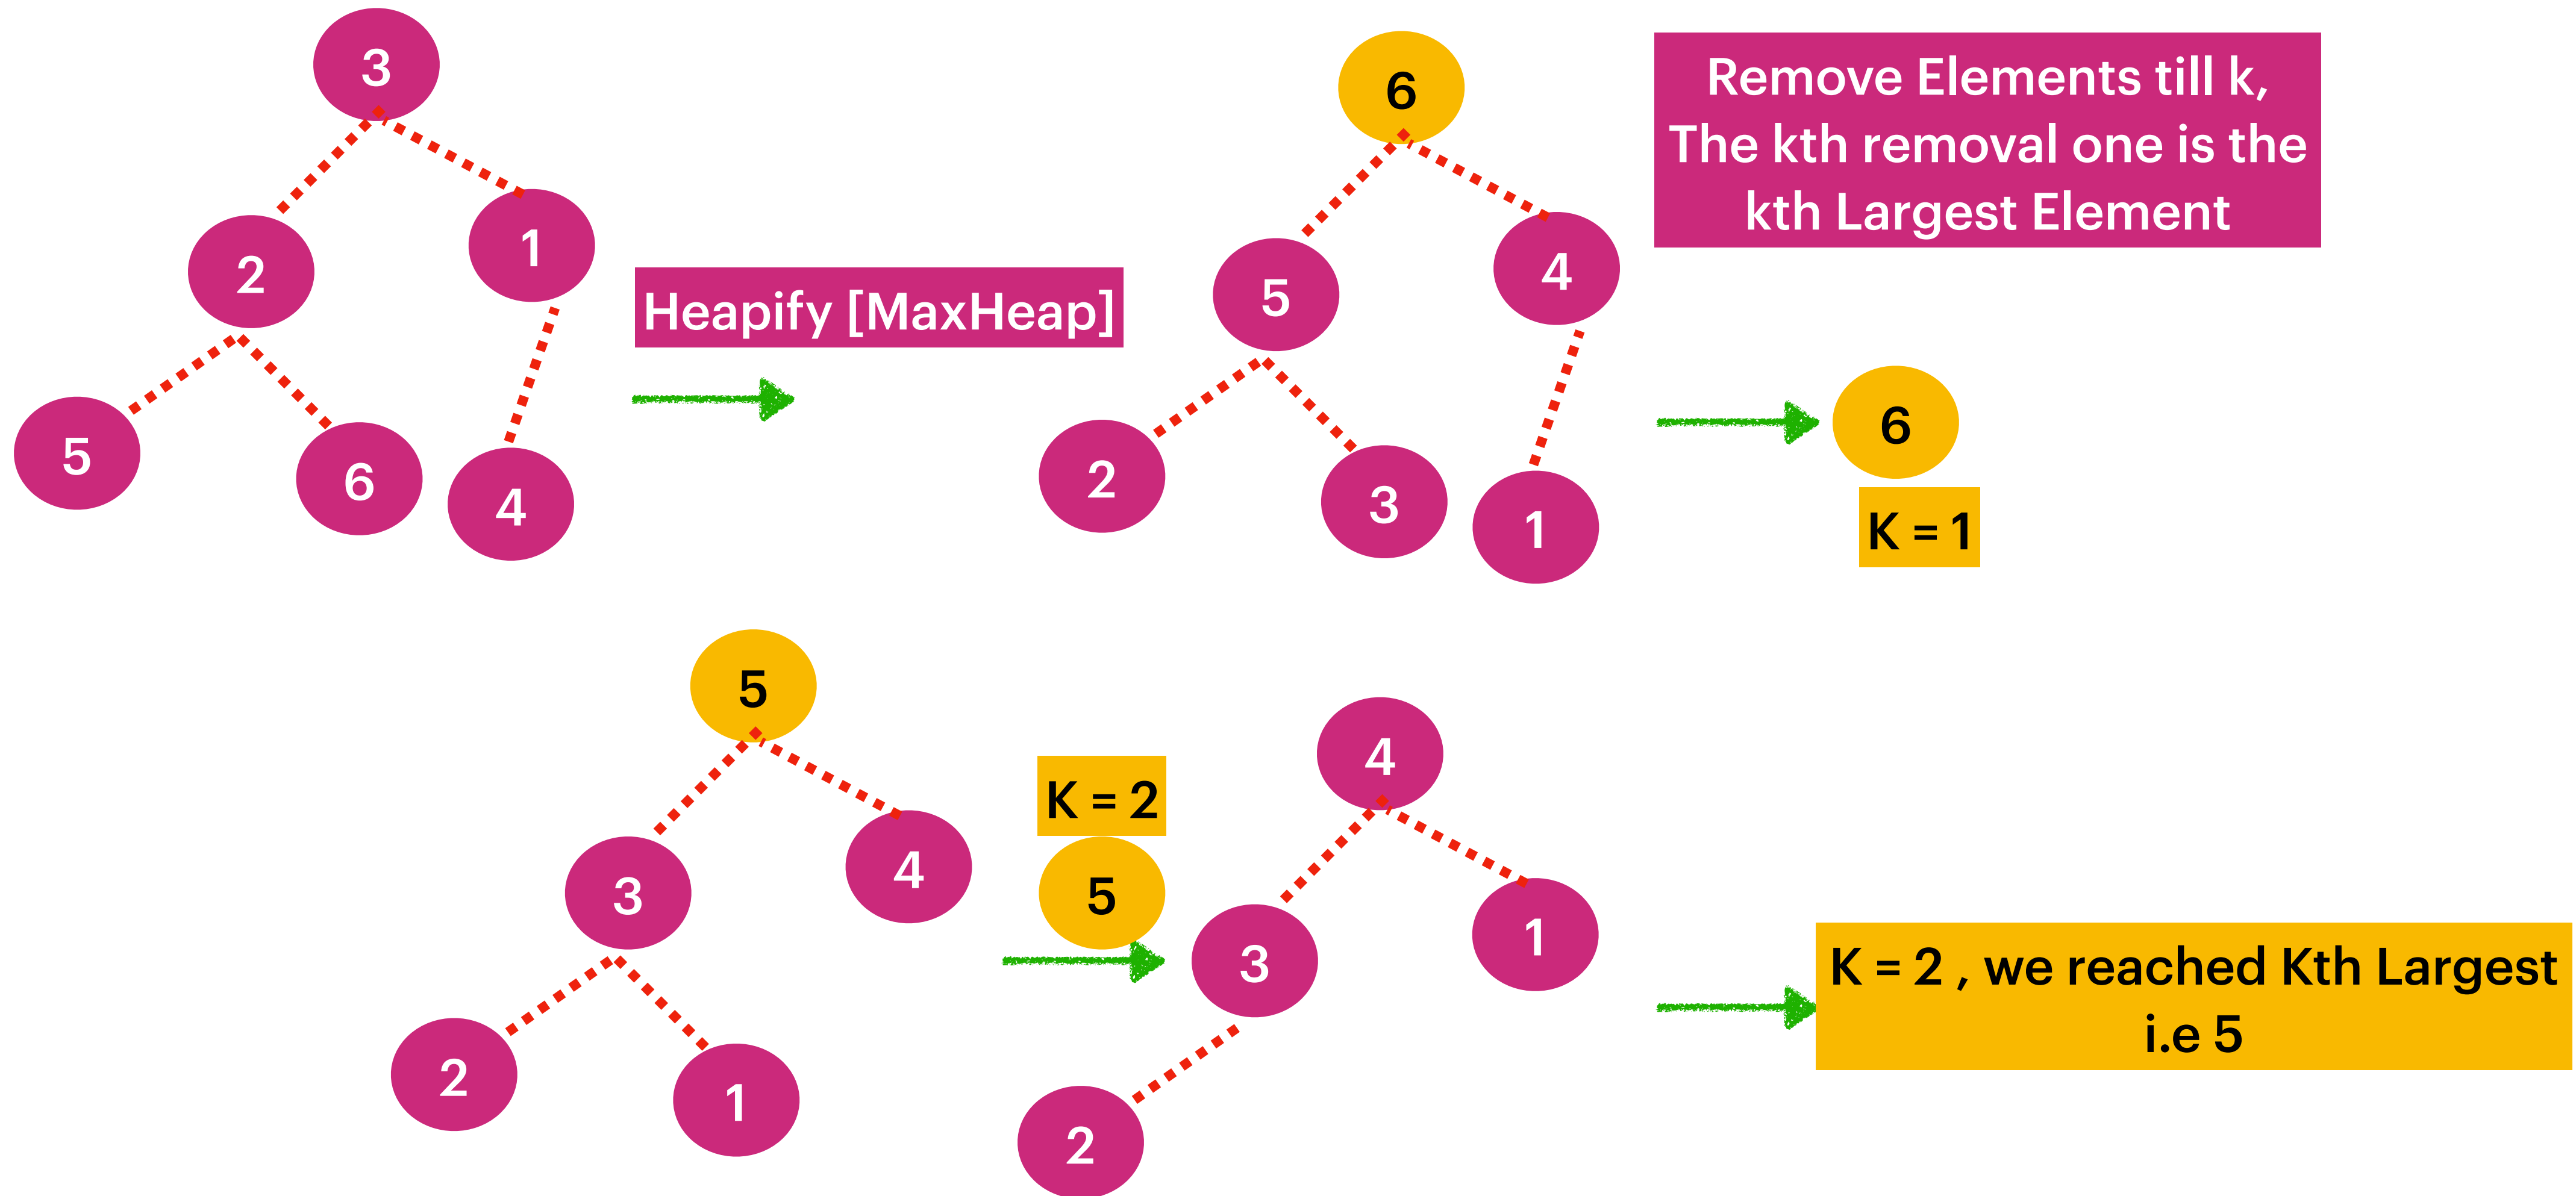 3
2
1
5
6
4
Heapify [MaxHeap]
6
5
4
2
3
1
Remove Elements till k,
The kth removal one is the
kth Largest Element
6
K = 1
5
3
4
2
1
K = 2
5
4
3
1
2
K = 2 , we reached Kth Largest
i.e 5